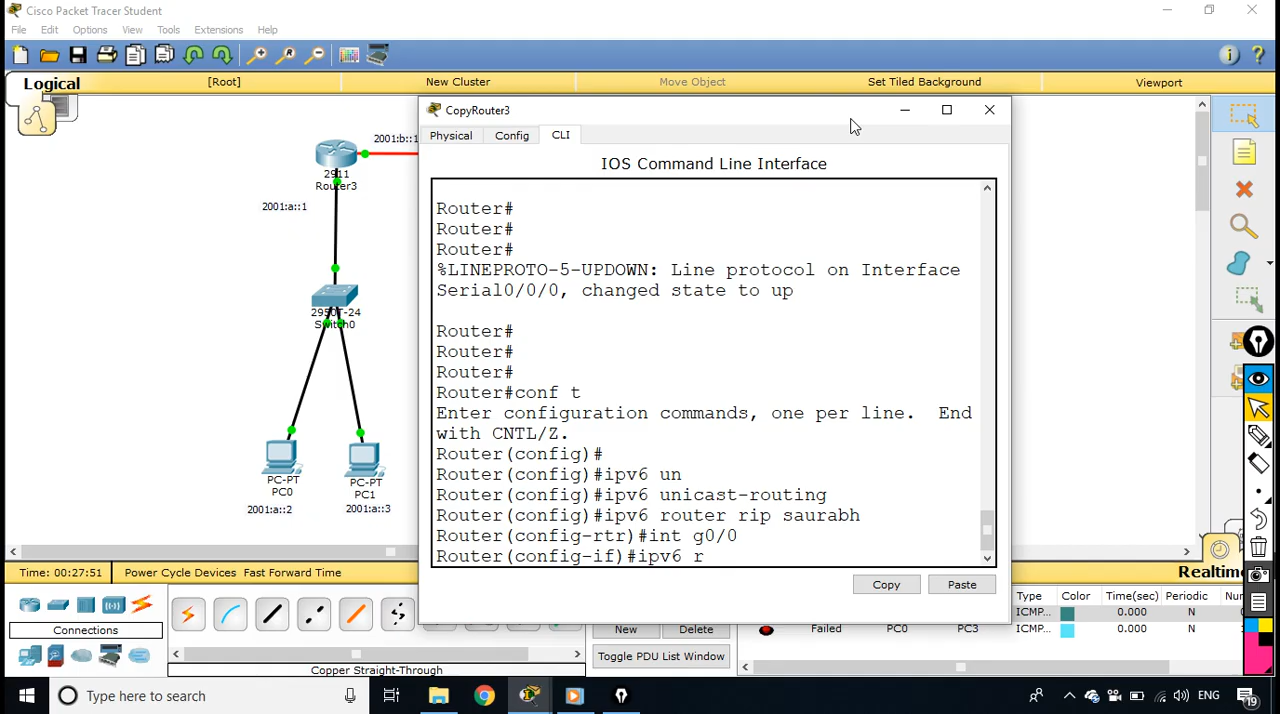 Cisco Packet Tracer Student
File Edit Options View Tools Extensions Help
Logical
[Root]
New Cluster
Move Object
Set Tiled Background
Viewport
2911
Router3
2001:b::1
2001:a::1
2950T-24
Switch0
PC-PT
PC0
PC-PT
PC1
2001:a::2
2001:a::3
CopyRouter3
Physical Config CLI
IOS Command Line Interface
Router#
Router#
Router#
%LINEPROTO-5-UPDOWN: Line protocol on Interface
Serial0/0/0, changed state to up
Router#
Router#
Router#
Router#conf t
Enter configuration commands, one per line. End
with CNTL/Z.
Router(config)#
Router(config)#ipv6 un
Router(config)#ipv6 unicast-routing
Router(config)#ipv6 router rip saurabh
Router(config-rtr)#int g0/0
Router(config-if)#ipv6 r
Copy Paste
Time: 00:27:51 Power Cycle Devices Fast Forward Time
Realtime
Connections
Copper Straight-Through
New Delete
Toggle PDU List Window
Type Color Time(sec) Periodic
ICMP... 0.000 N
Failed PC0 PC3 ICMP... 0.000 N
Type here to search
ENG
19